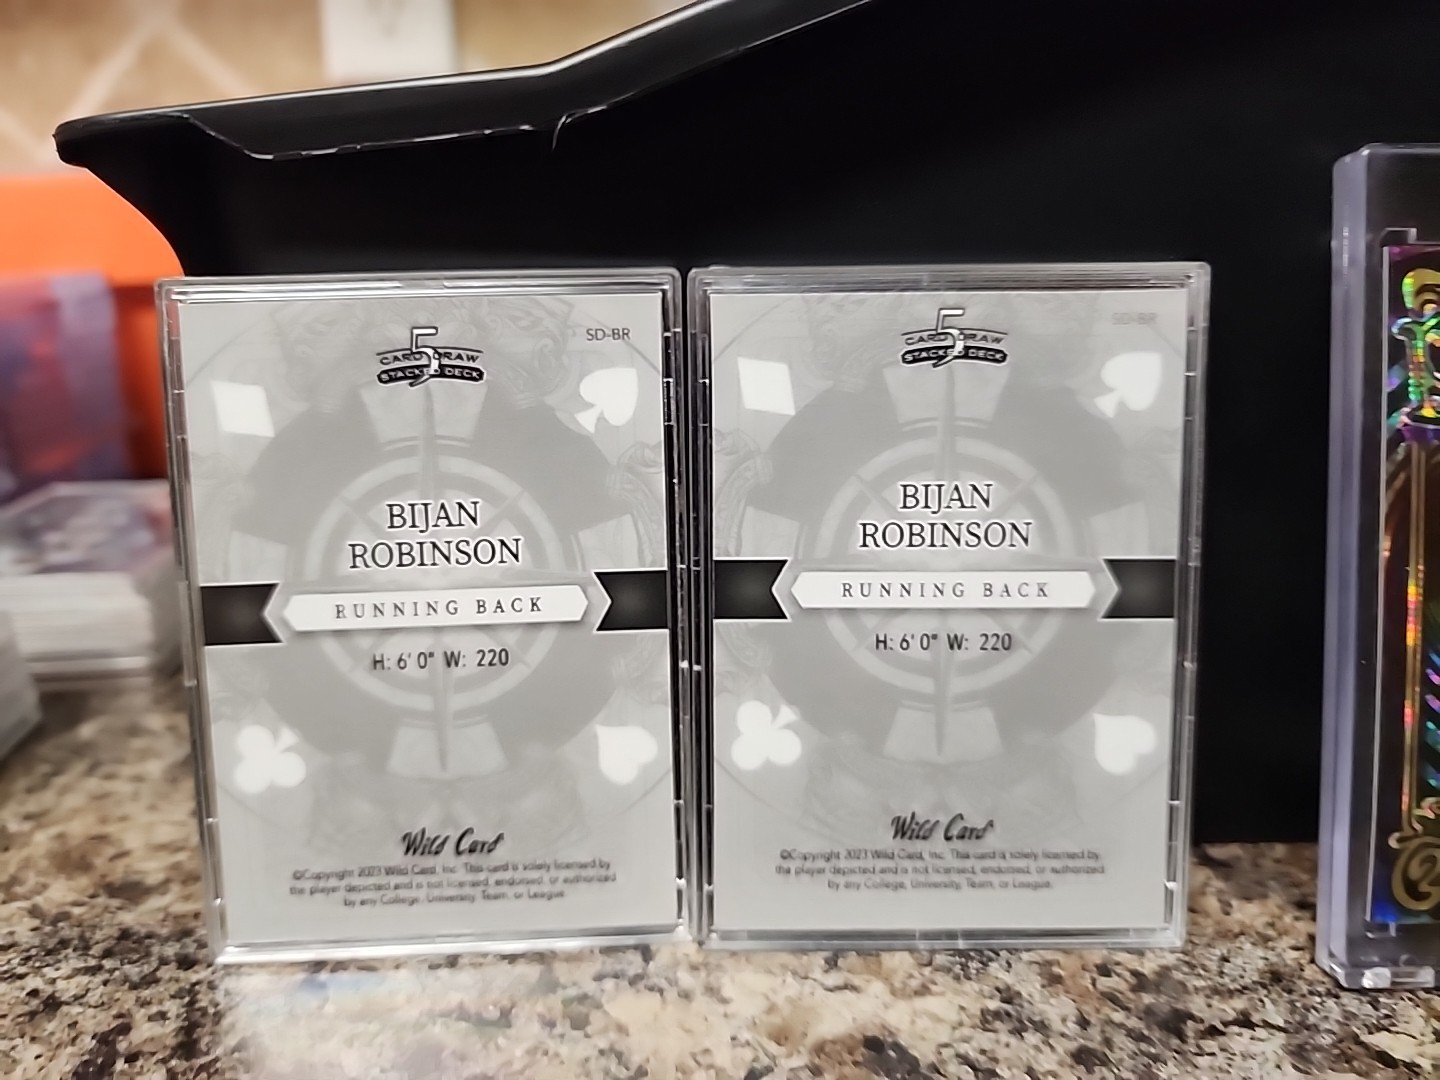 SD-BR
5
CARD DRAW
STACKED DECK
BIJAN
ROBINSON
RUNNING BACK
H: 6' 0" W: 220
Wild Card
©Copyright 2023 Wild Card, Inc. This card is solely licensed by
the player depicted and is not licensed, endorsed, or authorized
by any College, University, Team, or League.
SD-BR
5
CARD DRAW
STACKED DECK
BIJAN
ROBINSON
RUNNING BACK
H: 6' 0" W: 220
Wild Card
©Copyright 2023 Wild Card, Inc. This card is solely licensed by
the player depicted and is not licensed, endorsed, or authorized
by any College, University, Team, or League.